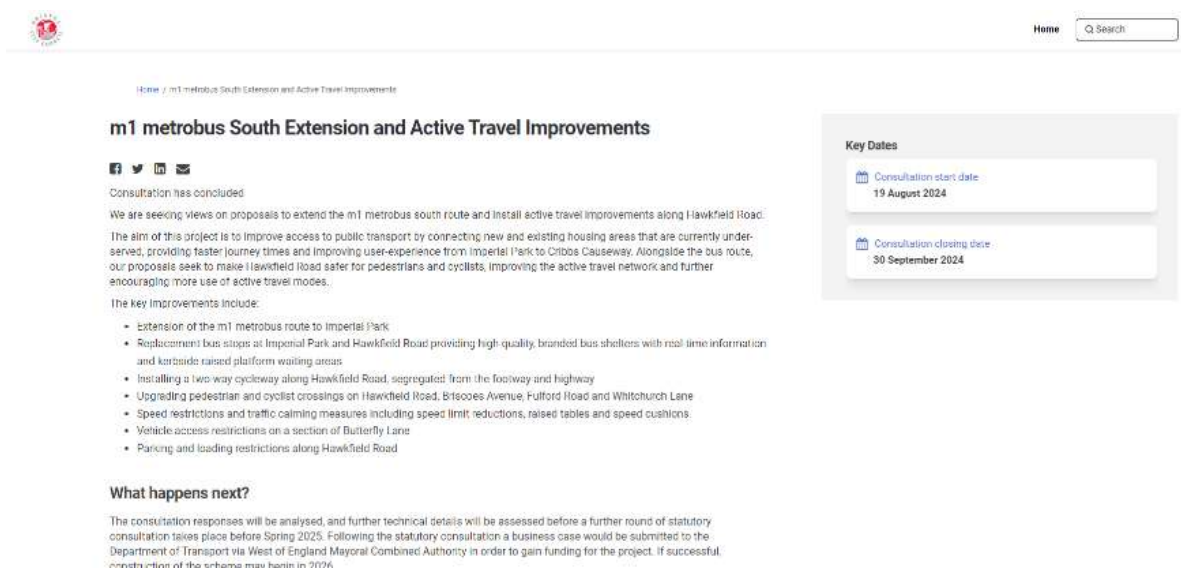 Home
Search
Home / m1 metrobus South Extension and Active Travel Improvements
m1 metrobus South Extension and Active Travel Improvements
Consultation has concluded
We are seeking views on proposals to extend the m1 metrobus south route and install active travel improvements along Hawkfield Road.
The aim of this project is to improve access to public transport by connecting new and existing housing areas that are currently under-
served, providing faster journey times and improving user-experience from Imperial Park to Cribbs Causeway. Alongside the bus route,
our proposals seek to make Hawkfield Road safer for pedestrians and cyclists, improving the active travel network and further
encouraging more use of active travel modes.
The key improvements include:
• Extension of the m1 metrobus route to Imperial Park
• Replacement bus stops at Imperial Park and Hawkfield Road providing high-quality, branded bus shelters with real-time information
and kerbside raised platform waiting areas
• Installing a two-way cycleway along Hawkfield Road, segregated from the footway and highway
• Upgrading pedestrian and cyclist crossings on Hawkfield Road, Briscoes Avenue, Fulford Road and Whitchurch Lane
• Speed restrictions and traffic calming measures including speed limit reductions, raised tables and speed cushions
• Vehicle access restrictions on a section of Butterfly Lane
• Parking and loading restrictions along Hawkfield Road
What happens next?
The consultation responses will be analysed, and further technical details will be assessed before a further round of statutory
consultation takes place before Spring 2025. Following the statutory consultation a business case would be submitted to the
Department of Transport via West of England Mayoral Combined Authority in order to gain funding for the project. If successful,
construction of the scheme may begin in 2026.
Key Dates
Consultation start date
19 August 2024
Consultation closing date
30 September 2024